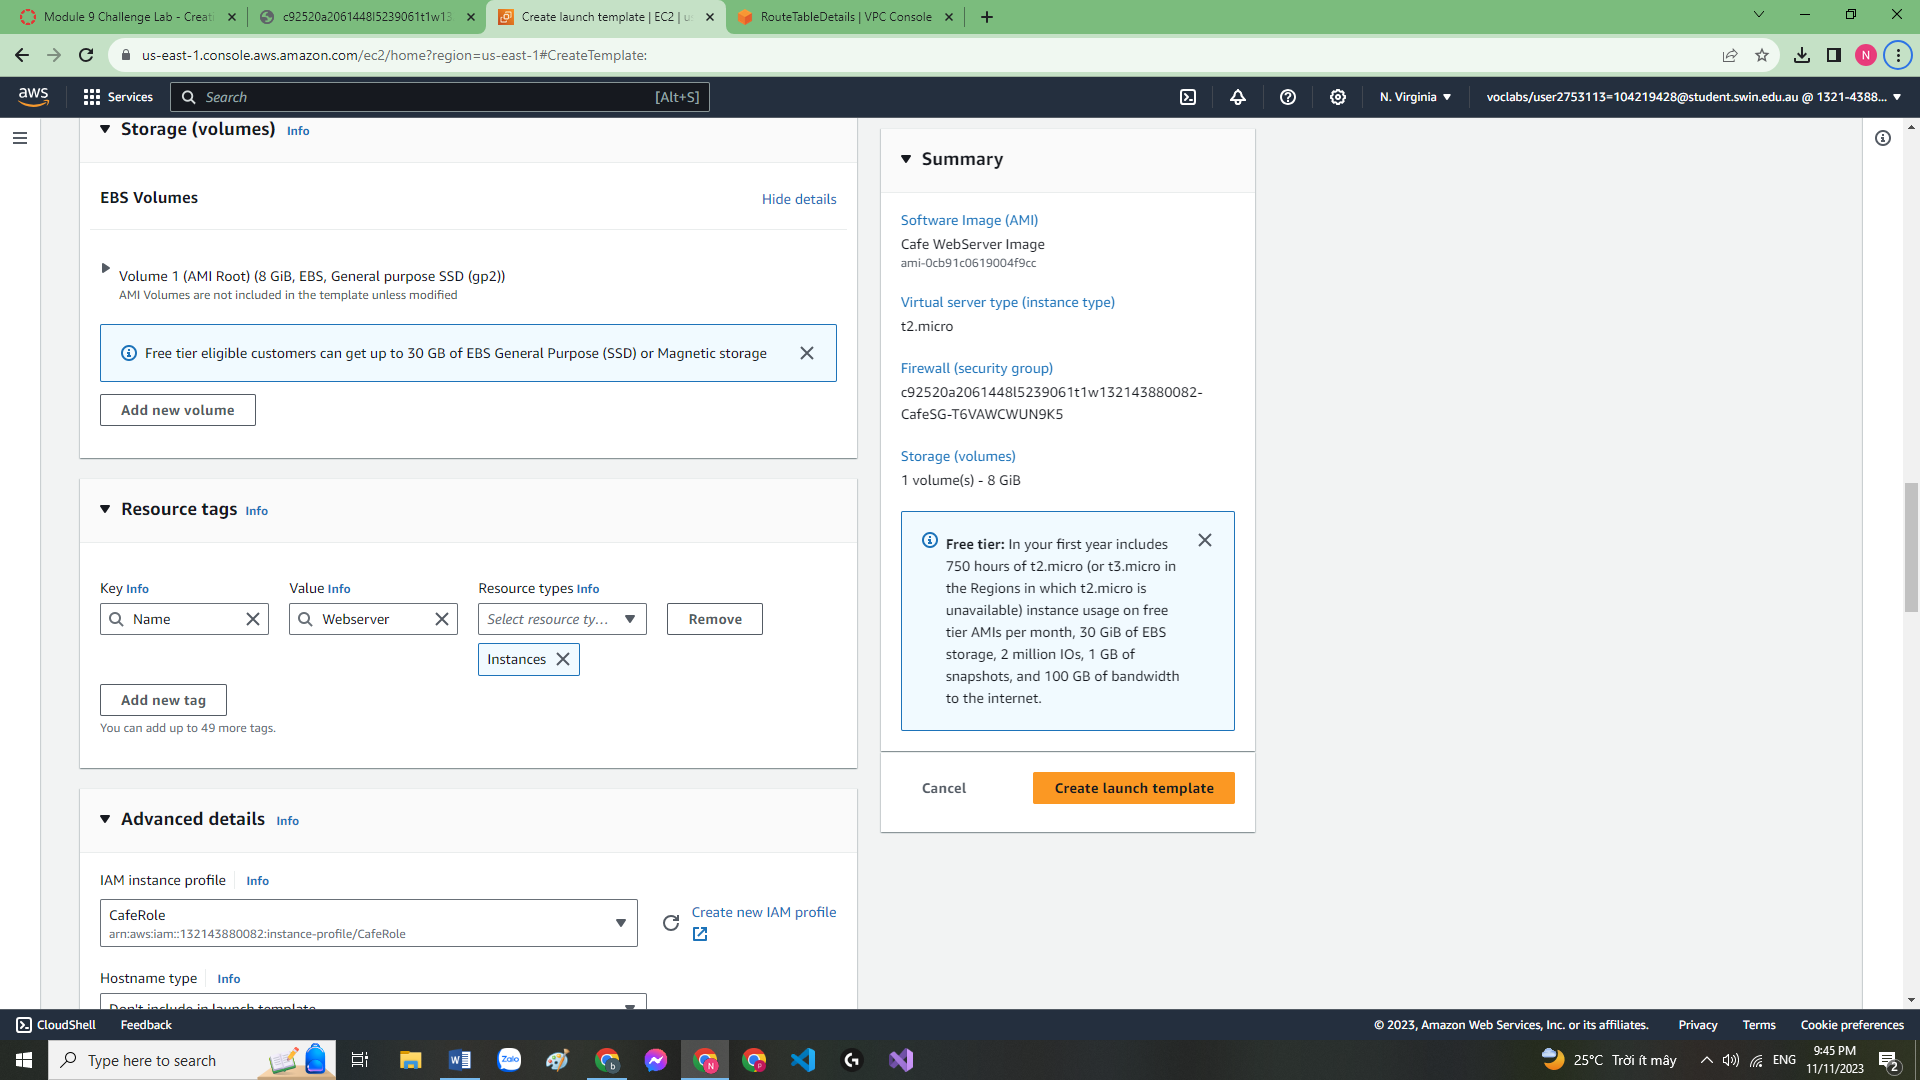 Module 9 Challenge Lab - Creati
c92520a2061448l5239061t1w13
Create launch template | EC2 | us
RouteTableDetails | VPC Console
us-east-1.console.aws.amazon.com/ec2/home?region=us-east-1#CreateTemplate:
N
aws
Services
Search
[Alt+S]
N. Virginia
voclabs/user2753113=104219428@student.swin.edu.au @ 1321-4388...
Storage (volumes) Info
EBS Volumes
Hide details
Volume 1 (AMI Root) (8 GiB, EBS, General purpose SSD (gp2))
AMI Volumes are not included in the template unless modified
Free tier eligible customers can get up to 30 GB of EBS General Purpose (SSD) or Magnetic storage
Add new volume
Resource tags Info
Key Info
Value Info
Resource types Info
Name
Webserver
Select resource ty...
Remove
Instances
Add new tag
You can add up to 49 more tags.
Advanced details Info
IAM instance profile Info
CafeRole
arn:aws:iam::132143880082:instance-profile/CafeRole
Create new IAM profile
Hostname type Info
Don't include in launch template
Summary
Software Image (AMI)
Cafe WebServer Image
ami-0cb91c0619004f9cc
Virtual server type (instance type)
t2.micro
Firewall (security group)
c92520a2061448l5239061t1w132143880082-
CafeSG-T6VAWCWUN9K5
Storage (volumes)
1 volume(s) - 8 GiB
Free tier: In your first year includes
750 hours of t2.micro (or t3.micro in
the Regions in which t2.micro is
unavailable) instance usage on free
tier AMIs per month, 30 GiB of EBS
storage, 2 million IOs, 1 GB of
snapshots, and 100 GB of bandwidth
to the internet.
Cancel
Create launch template
CloudShell
Feedback
© 2023, Amazon Web Services, Inc. or its affiliates.
Privacy
Terms
Cookie preferences
Type here to search
Zalo
25°C Trời ít mây
ENG
9:45 PM
11/11/2023
2